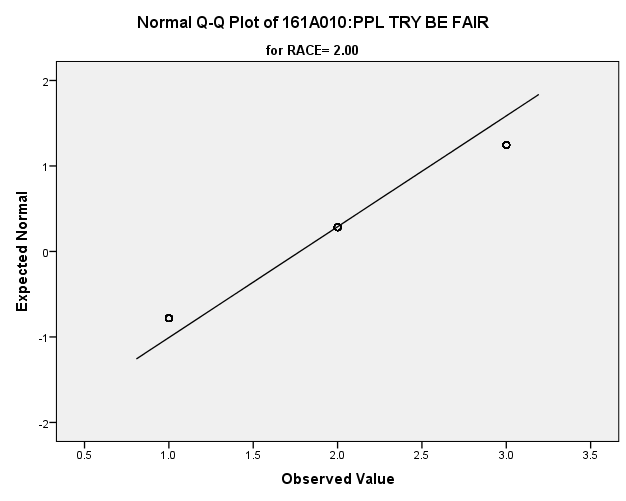 Normal Q-Q Plot of 161A010:PPL TRY BE FAIR
for RACE= 2.00
2
1
0
-1
-2
Expected Normal
0.5 1.0 1.5 2.0 2.5 3.0 3.5
Observed Value